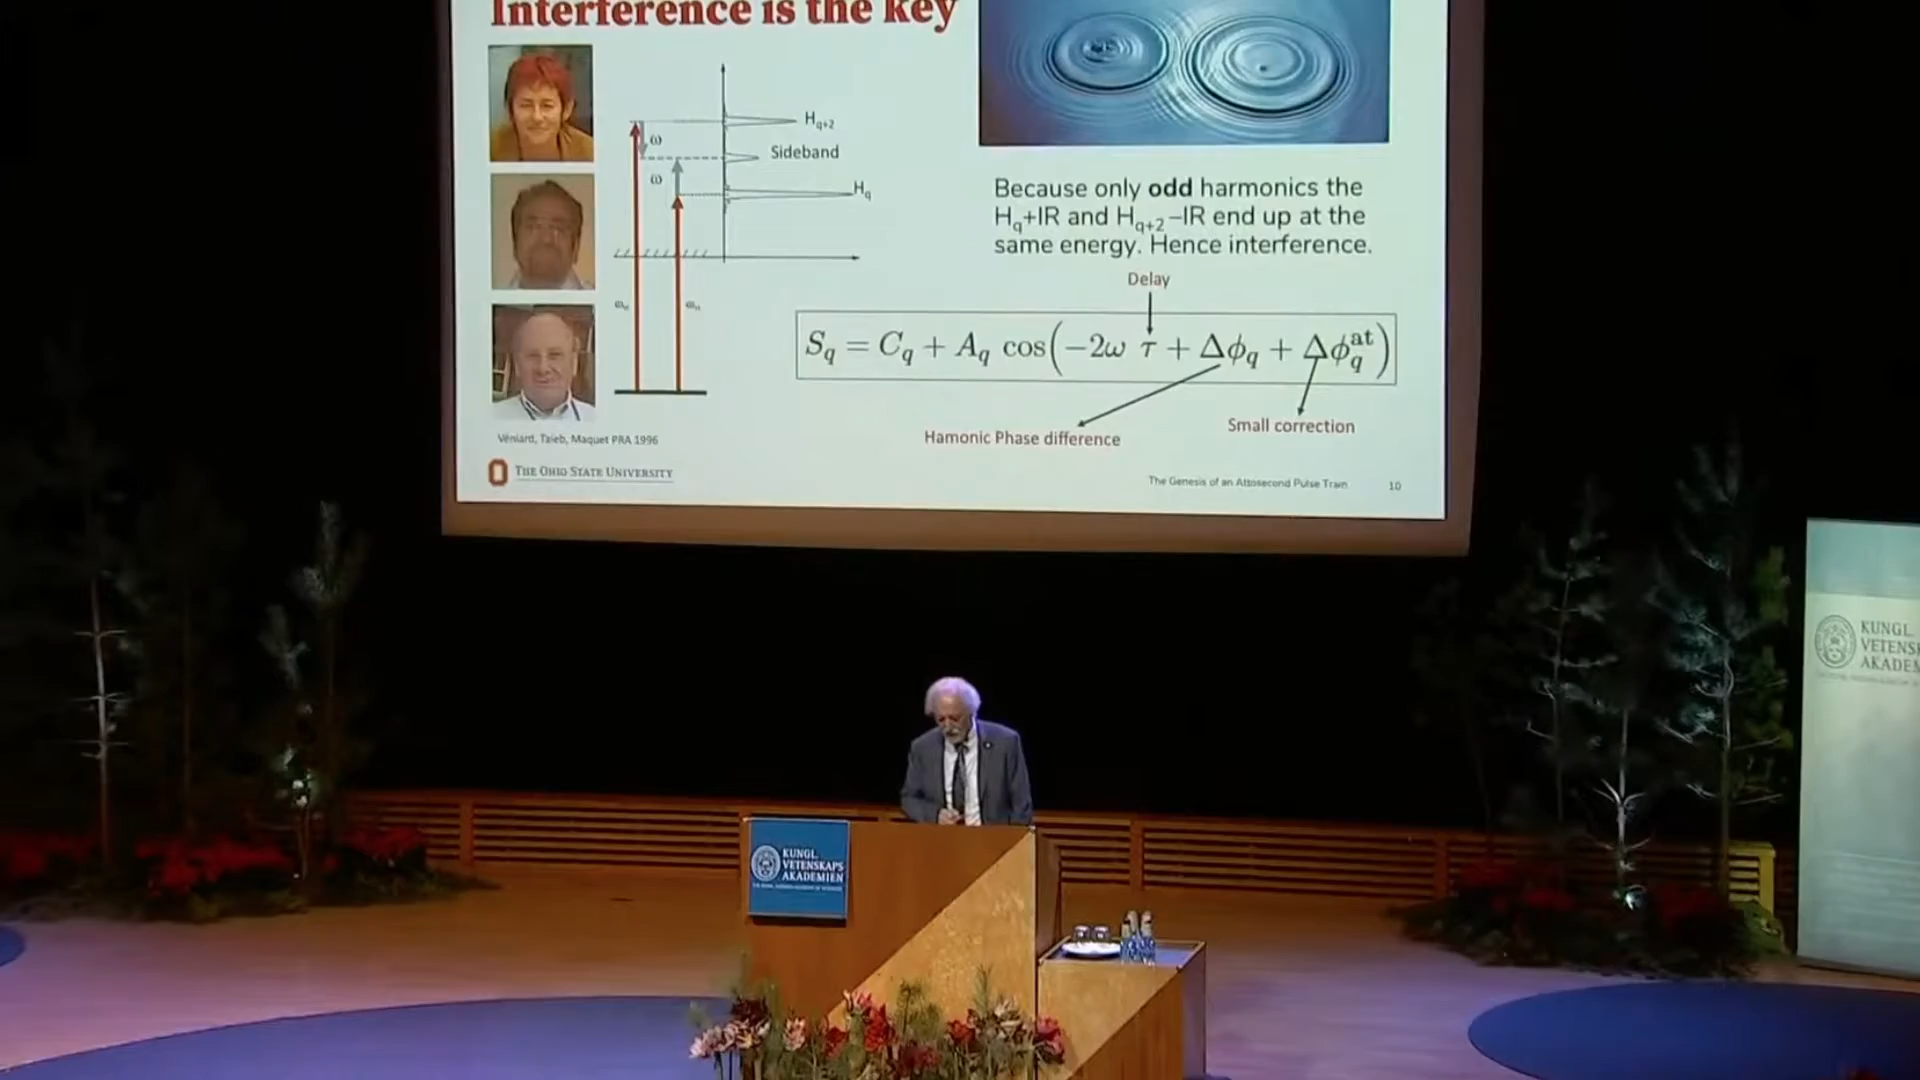 Interference is the key
H_{q+2}
ω
Sideband
ω
H_q
Because only odd harmonics the
H_q+IR and H_{q+2}–IR end up at the
same energy. Hence interference.
Delay
S_q = C_q + A_q cos(−2ω τ + Δϕ_q + Δϕ_q^{at})
Small correction
Hamonic Phase difference
Véniard, Taïeb, Maquet PRA 1996
THE OHIO STATE UNIVERSITY
The Genesis of an Attosecond Pulse Train
10
KUNGL.
VETENSKAPS
AKADEMIEN
KUNGL
VETENS
AKADE